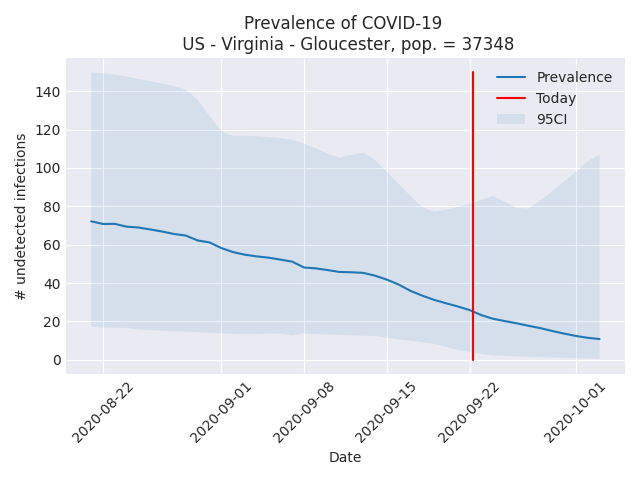 Prevalence of COVID-19
US - Virginia - Gloucester, pop. = 37348
Prevalence
Today
95CI
140
120
100
80
60
40
20
0
# undetected infections
2020-08-22
2020-09-01
2020-09-08
2020-09-15
2020-09-22
2020-10-01
Date